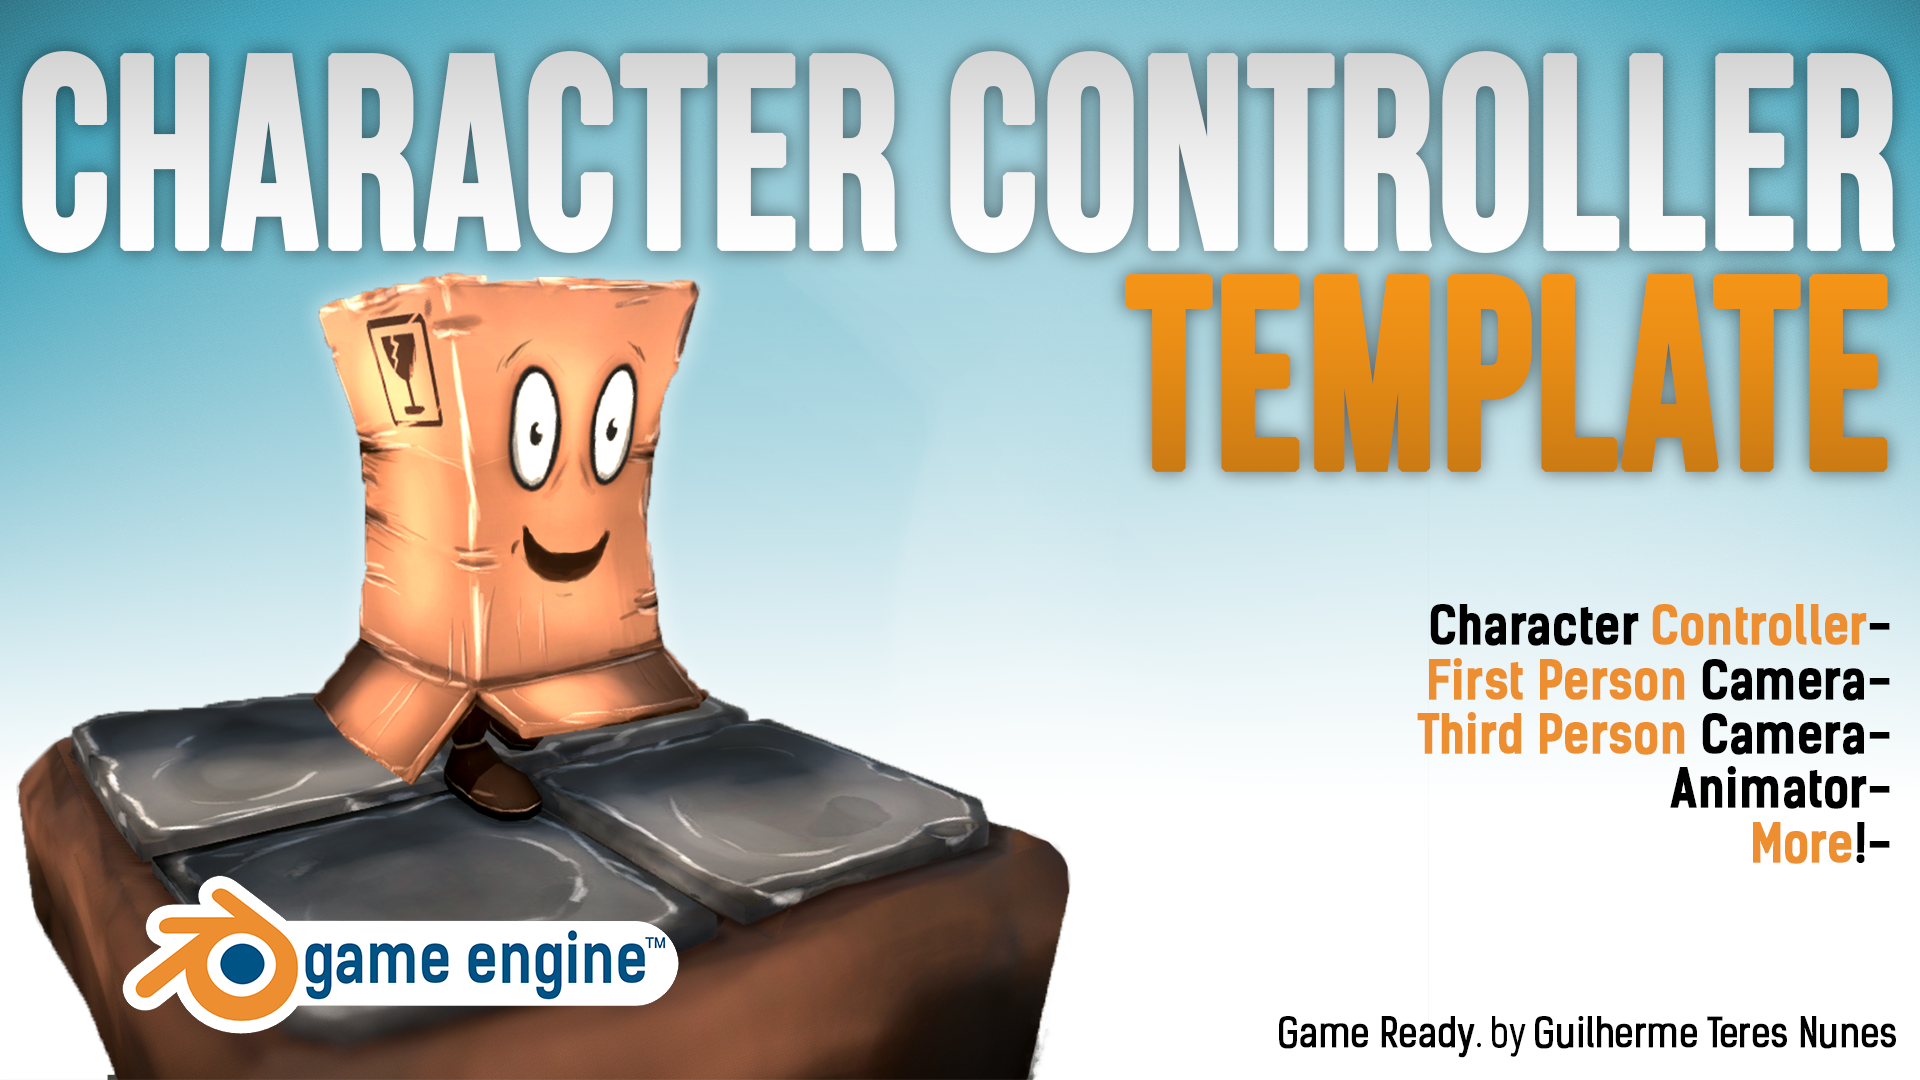 CHARACTER CONTROLLER
TEMPLATE
Character Controller-
First Person Camera-
Third Person Camera-
Animator-
More!-
game engine™
Game Ready. by Guilherme Teres Nunes